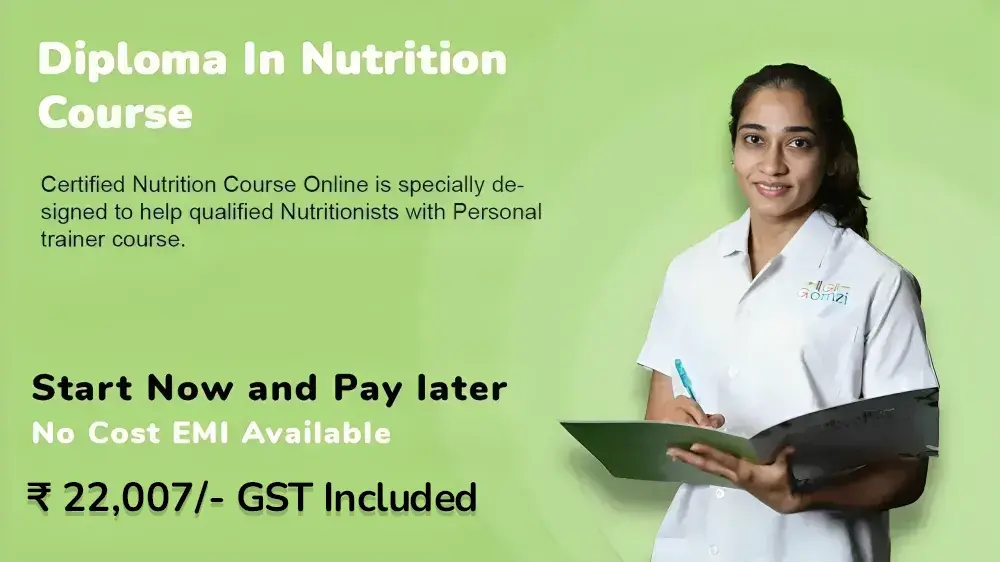 Diploma In Nutrition
Course
Certified Nutrition Course Online is specially de-
signed to help qualified Nutritionists with Personal
trainer course.
Gomzi
Start Now and Pay later
No Cost EMI Available
₹ 22,007/- GST Included